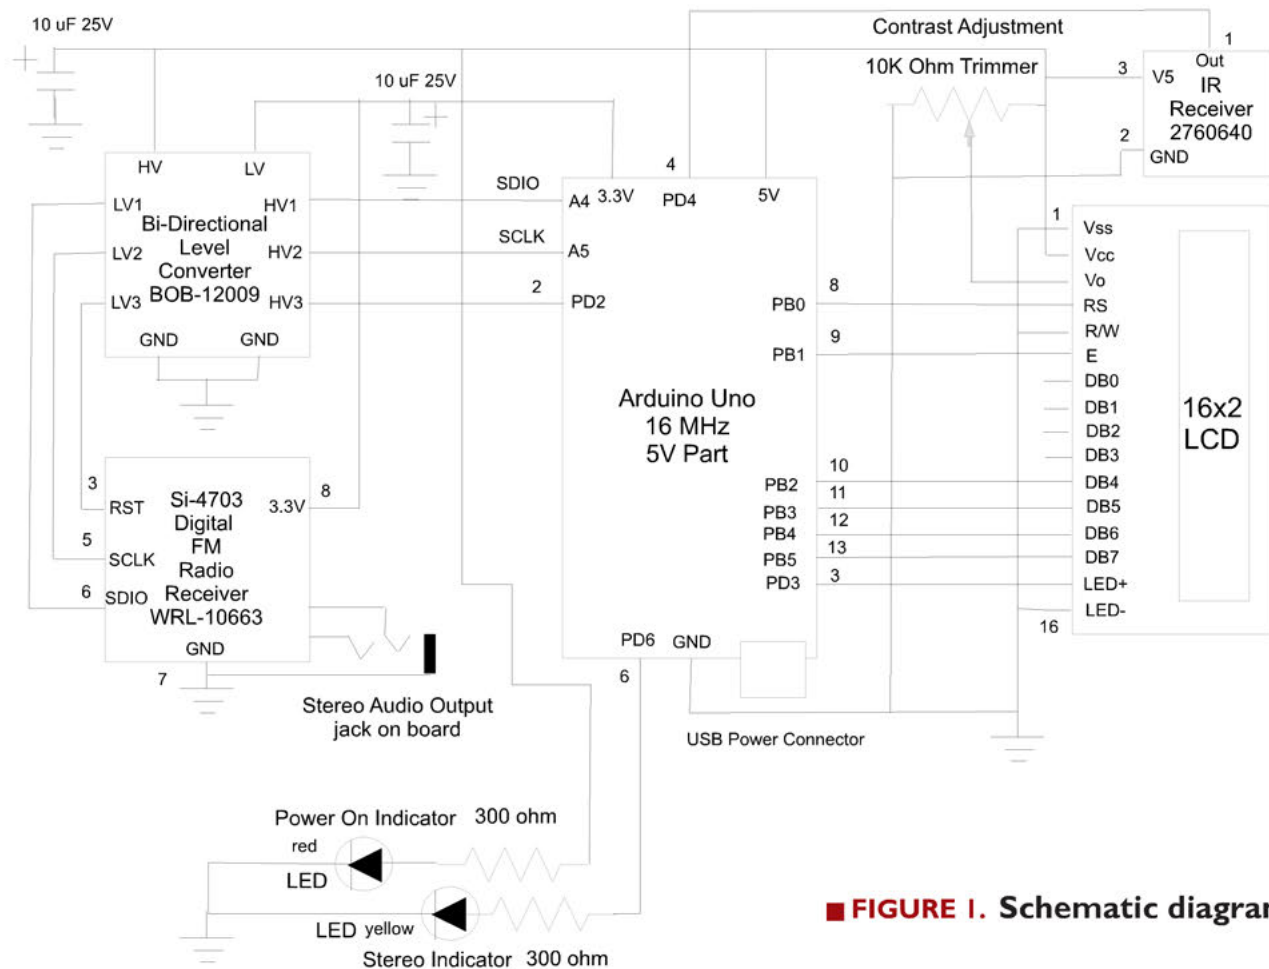 10 uF 25V
10 uF 25V
Contrast Adjustment
10K Ohm Trimmer
1
Out
3
V5
IR
Receiver
2760640
2
GND
HV
LV
LV1
HV1
Bi-Directional
LV2
Level
HV2
Converter
LV3
BOB-12009
HV3
GND
GND
SDIO
SCLK
2
4
A4
3.3V
PD4
5V
A5
PD2
PB0
8
PB1
9
Arduino Uno
16 MHz
5V Part
PB2
10
PB3
11
PB4
12
PB5
13
PD3
3
PD6
GND
6
USB Power Connector
1
Vss
Vcc
Vo
RS
R/W
E
DB0
DB1
DB2
DB3
DB4
DB5
DB6
DB7
LED+
LED-
16
16x2
LCD
3
RST
5
SCLK
6
SDIO
Si-4703
Digital
FM
Radio
Receiver
WRL-10663
3.3V
8
GND
7
Stereo Audio Output
jack on board
Power On Indicator 300 ohm
red
LED
LED yellow
Stereo Indicator 300 ohm
FIGURE 1. Schematic diagram